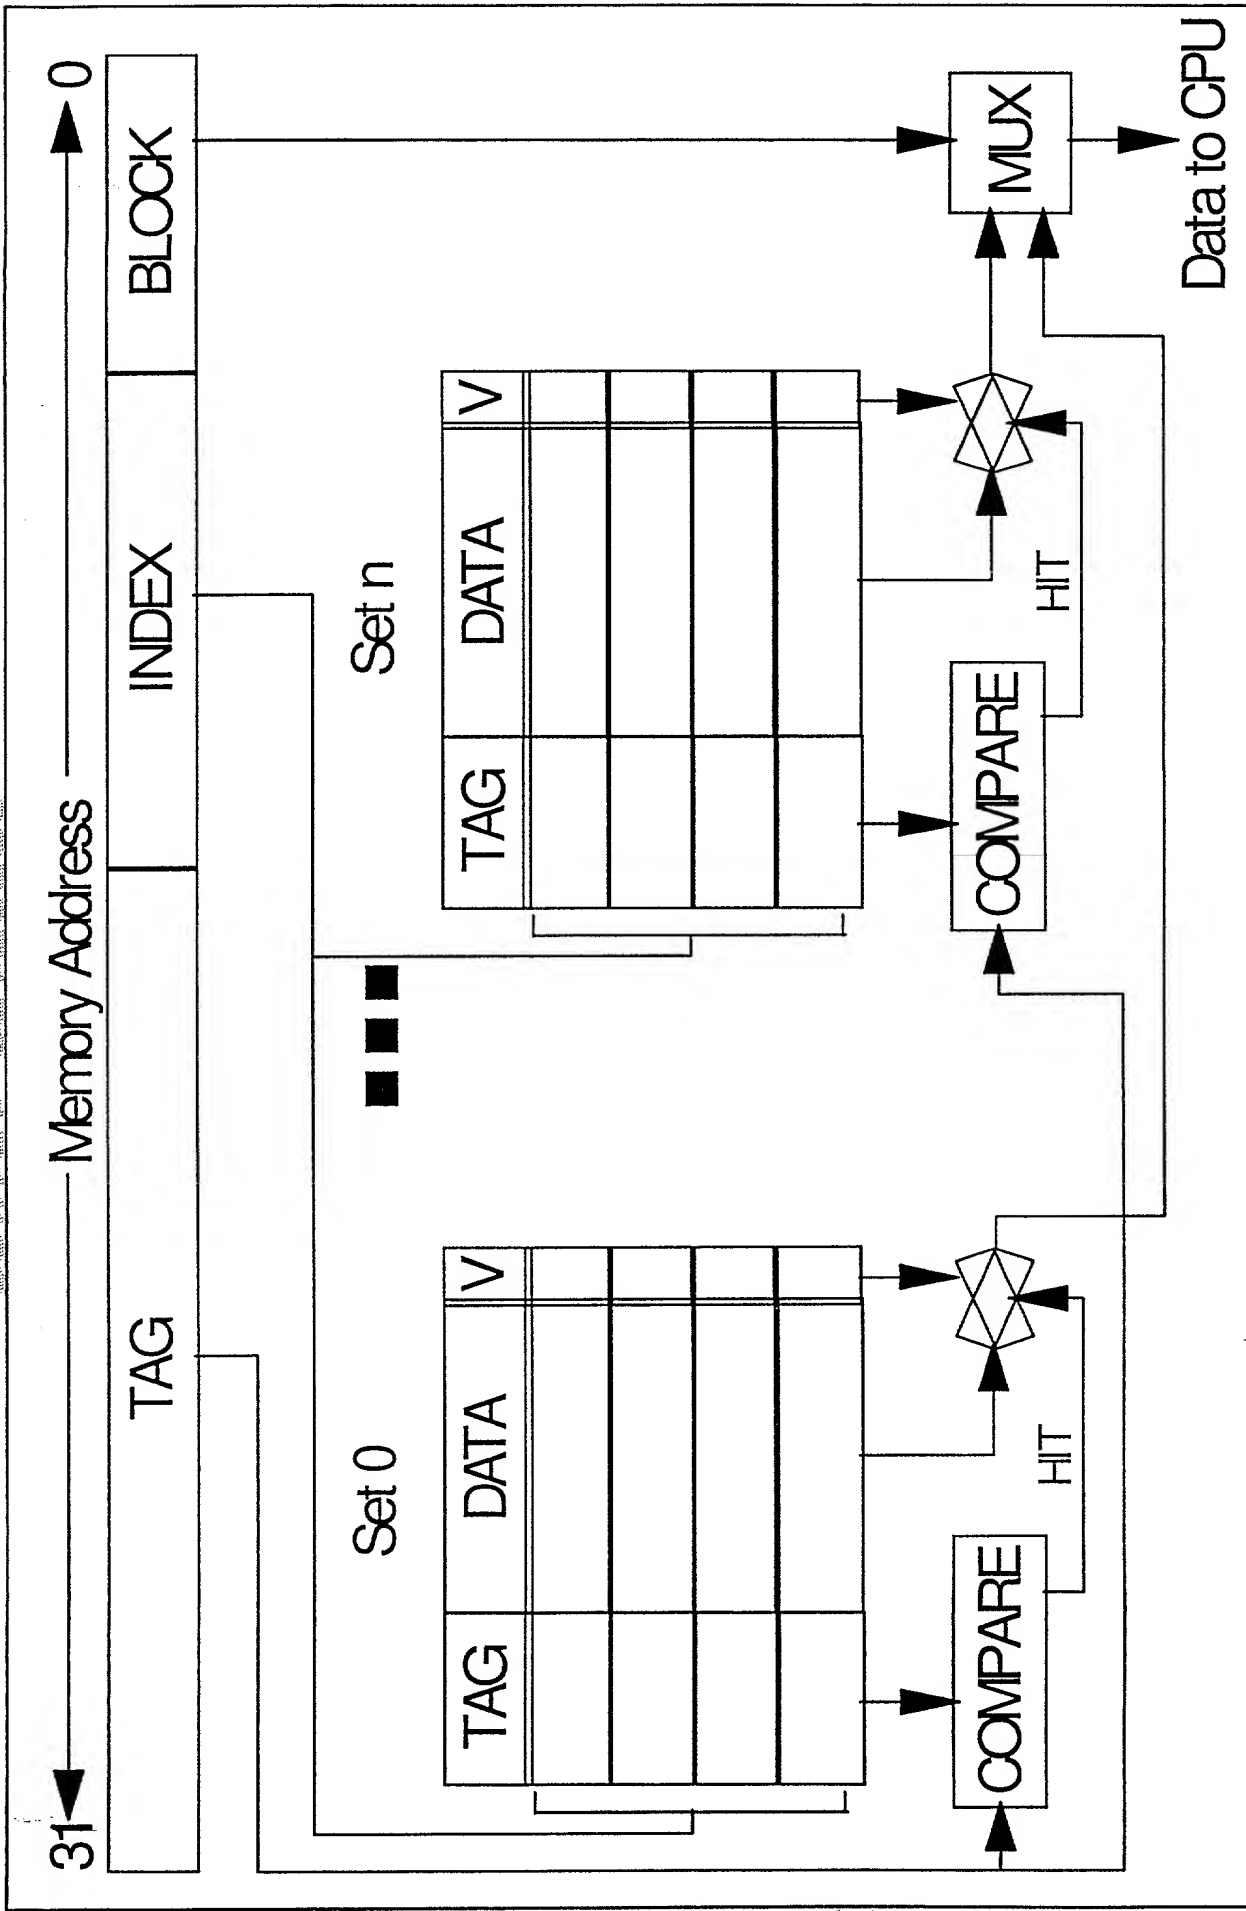 31 Memory Address 0
TAG INDEX BLOCK
Set 0 Set n
TAG DATA V TAG DATA V
COMPARE HIT COMPARE HIT MUX
Data to CPU